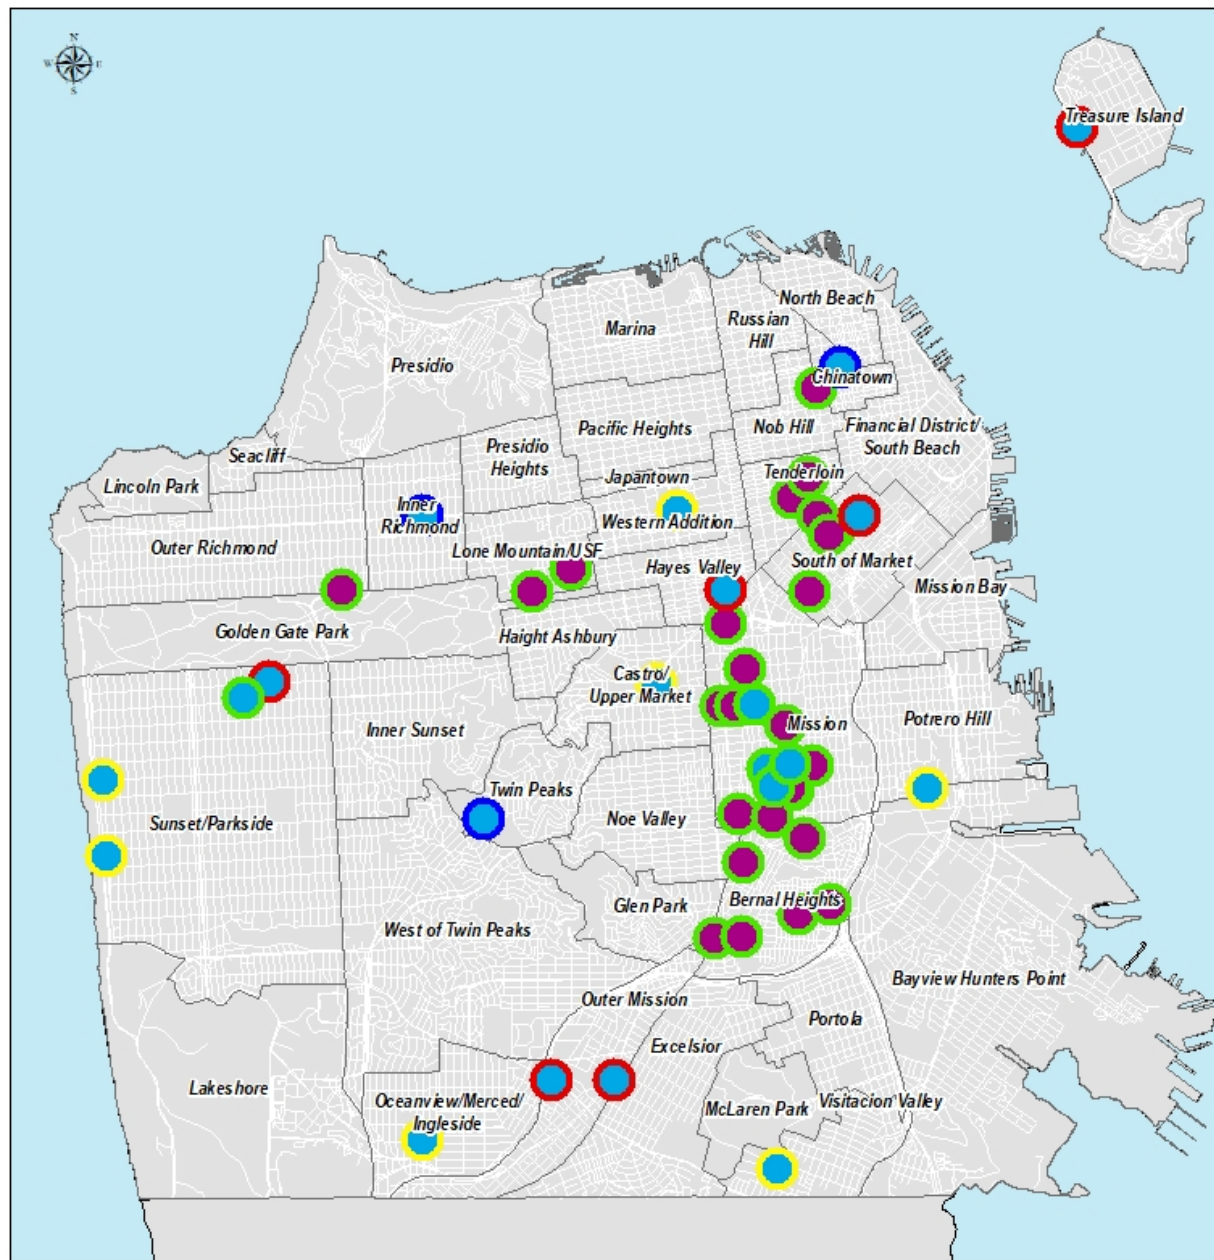 N
W E
S
Treasure Island
North Beach
Russian
Hill
Marina
Presidio
Chinatown
Pacific Heights
Nob Hill
Financial District/
South Beach
Presidio
Heights
Seacliff
Lincoln Park
Japantown
Tenderloin
Inner
Richmond
Western Addition
Outer Richmond
Lone Mountain/USF
Hayes Valley
South of Market
Mission Bay
Golden Gate Park
Haight Ashbury
Castro/
Upper Market
Inner Sunset
Mission
Potrero Hill
Twin Peaks
Sunset/Parkside
Noe Valley
Glen Park
Bernal Heights
West of Twin Peaks
Bayview Hunters Point
Outer Mission
Portola
Excelsior
Lakeshore
Oceanview/Merced/
Ingleside
McLaren Park
Visitacion Valley